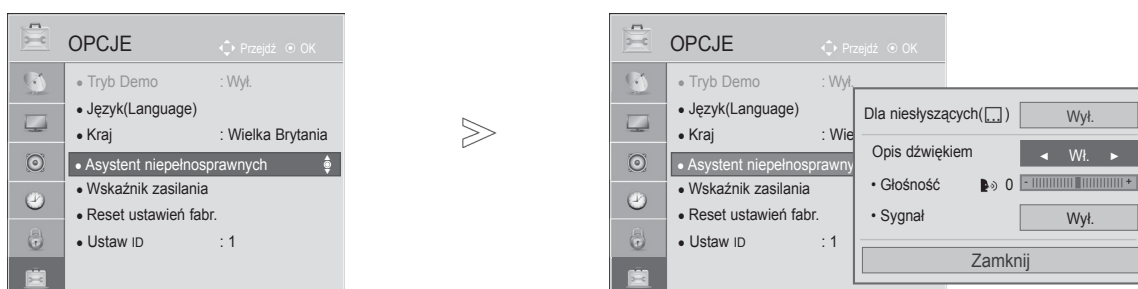 OPCJE
Przejdź OK
• Tryb Demo : Wył.
• Język(Language)
• Kraj : Wielka Brytania
• Asystent niepełnosprawnych
• Wskaźnik zasilania
• Reset ustawień fabr.
• Ustaw ID : 1
OPCJE
Przejdź OK
• Tryb Demo : Wył.
• Język(Language)
• Kraj : Wie
• Asystent niepełnosprawny
• Wskaźnik zasilania
• Reset ustawień fabr.
• Ustaw ID : 1
Dla niesłyszących( ) Wył.
Opis dźwiękiem ◄ Wł. ►
• Głośność 0 - +
• Sygnał Wył.
Zamknij